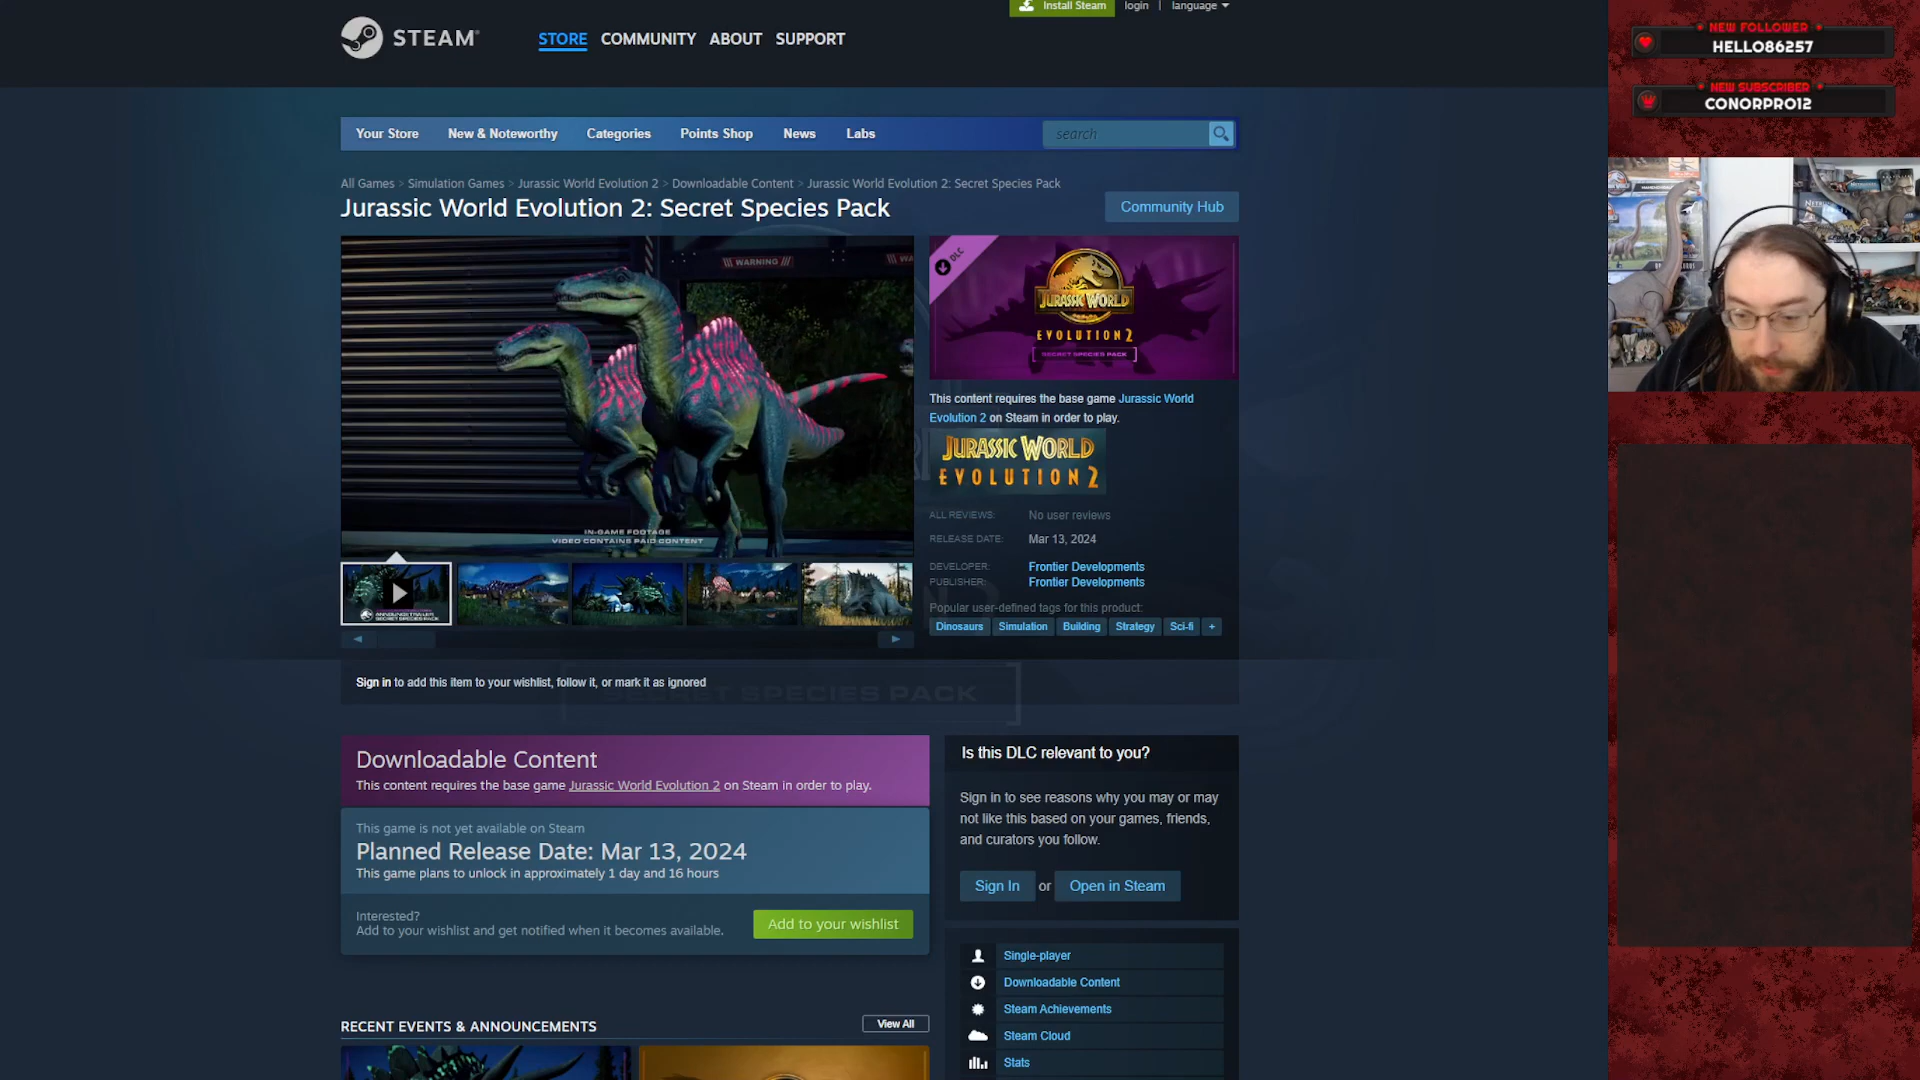 Install Steam
login
language
STEAM
STORE
COMMUNITY
ABOUT
SUPPORT
Your Store
New & Noteworthy
Categories
Points Shop
News
Labs
search
All Games > Simulation Games > Jurassic World Evolution 2 > Downloadable Content > Jurassic World Evolution 2: Secret Species Pack
Jurassic World Evolution 2: Secret Species Pack
Community Hub
WARNING
IN-GAME FOOTAGE
VIDEO CONTAINS PAID CONTENT
ANNOUNCE TRAILER
SECRET SPECIES PACK
DLC
JURASSIC WORLD
EVOLUTION 2
SECRET SPECIES PACK
This content requires the base game Jurassic World
Evolution 2 on Steam in order to play.
JURASSIC WORLD
EVOLUTION 2
ALL REVIEWS: No user reviews
RELEASE DATE: Mar 13, 2024
DEVELOPER: Frontier Developments
PUBLISHER: Frontier Developments
Popular user-defined tags for this product:
Dinosaurs
Simulation
Building
Strategy
Sci-fi
+
Sign in to add this item to your wishlist, follow it, or mark it as ignored
SECRET SPECIES PACK
Downloadable Content
This content requires the base game Jurassic World Evolution 2 on Steam in order to play.
This game is not yet available on Steam
Planned Release Date: Mar 13, 2024
This game plans to unlock in approximately 1 day and 16 hours
Interested?
Add to your wishlist and get notified when it becomes available.
Add to your wishlist
RECENT EVENTS & ANNOUNCEMENTS
View All
Is this DLC relevant to you?
Sign in to see reasons why you may or may
not like this based on your games, friends,
and curators you follow.
Sign In or Open in Steam
Single-player
Downloadable Content
Steam Achievements
Steam Cloud
Stats
NEW FOLLOWER
HELLO86257
NEW SUBSCRIBER
CONORPRO12